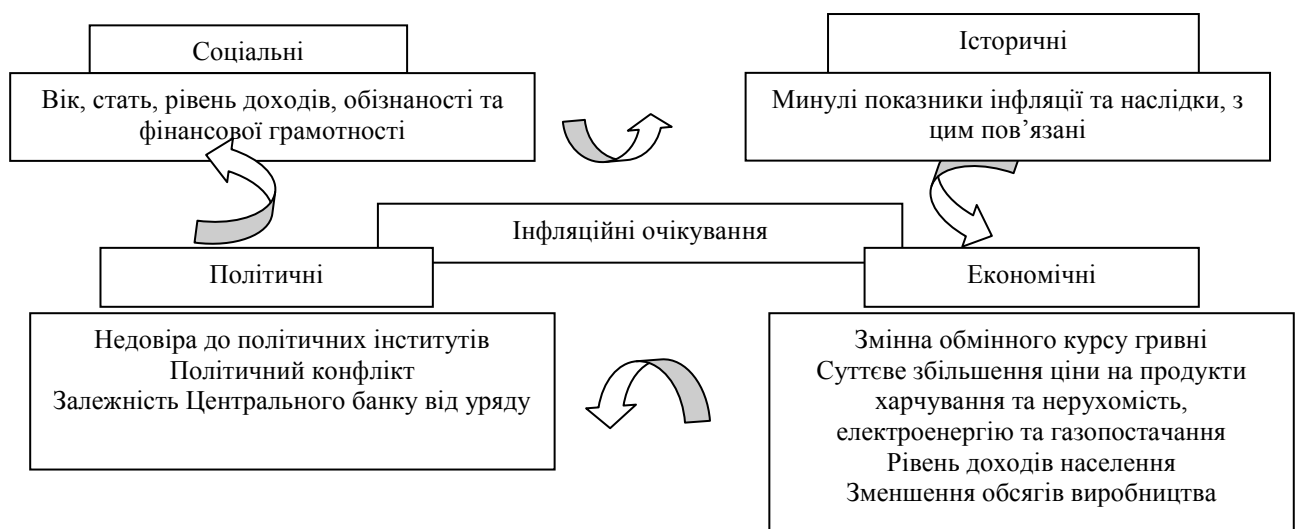 Соціальні
Вік, стать, рівень доходів, обізнаності та
фінансової грамотності
Історичні
Минулі показники інфляції та наслідки, з
цим пов’язані
Інфляційні очікування
Політичні
Недовіра до політичних інститутів
Політичний конфлікт
Залежність Центрального банку від уряду
Економічні
Змінна обмінного курсу гривні
Суттєве збільшення ціни на продукти
харчування та нерухомість,
електроенергію та газопостачання
Рівень доходів населення
Зменшення обсягів виробництва